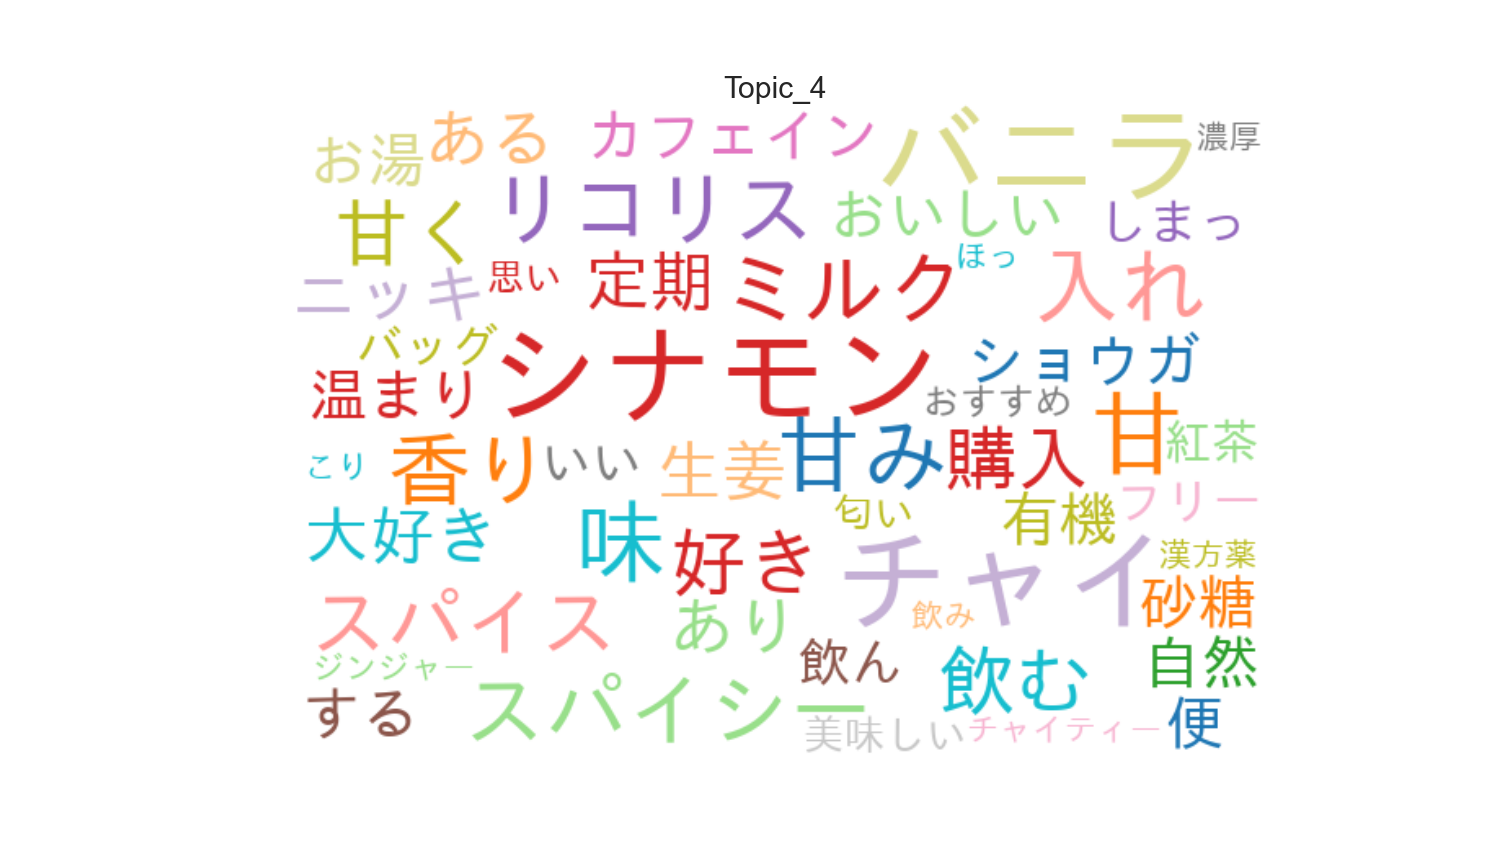 Topic_4
お湯
ある
カフェイン
バニラ
濃厚
甘く
リコリス
おいしい
しまっ
ニッキ
思い
定期
ミルク
ほっ
入れ
バッグ
シナモン
ショウガ
温まり
おすすめ
甘
こり
香り
いい
生姜
甘み
購入
紅茶
大好き
味
好き
匂い
有機
フリー
チャイ
漢方薬
スパイス
あり
飲み
砂糖
ジンジャー
飲ん
飲む
自然
する
スパイシー
美味しい
チャイティー
便